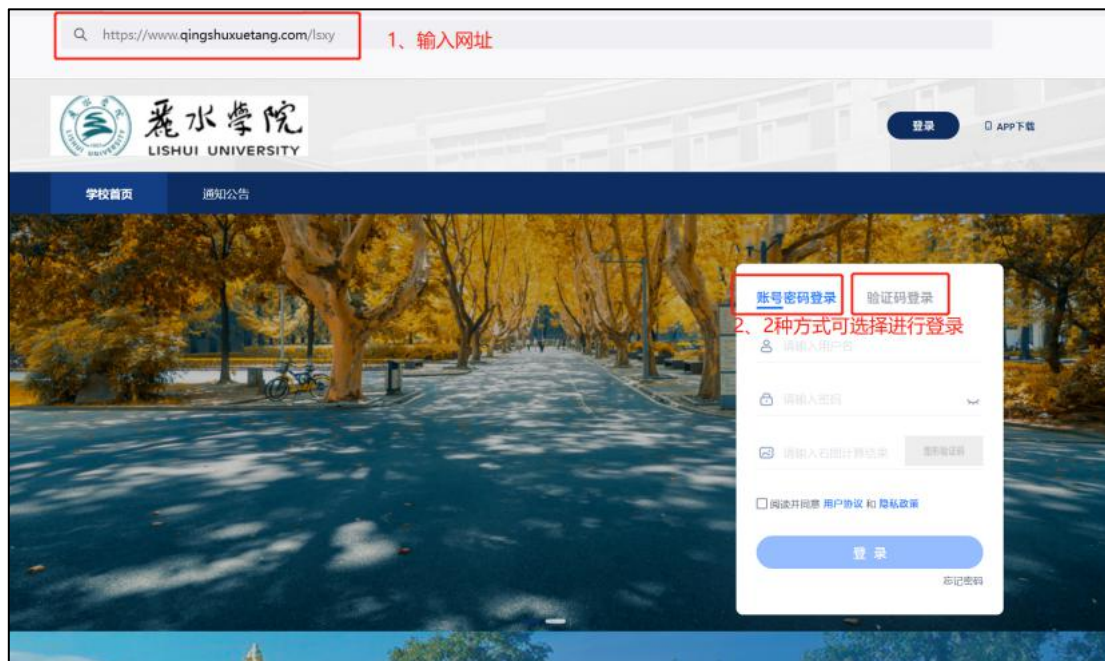 https://www.qingshuxuetang.com/lsxy
1、输入网址
麗水學院
LISHUI UNIVERSITY
登录
APP下载
学校首页
通知公告
账号密码登录
验证码登录
2、2种方式可选择进行登录
请输入用户名
请输入密码
请输入右图计算结果
图形验证码
阅读并同意 用户协议 和 隐私政策
登 录
忘记密码